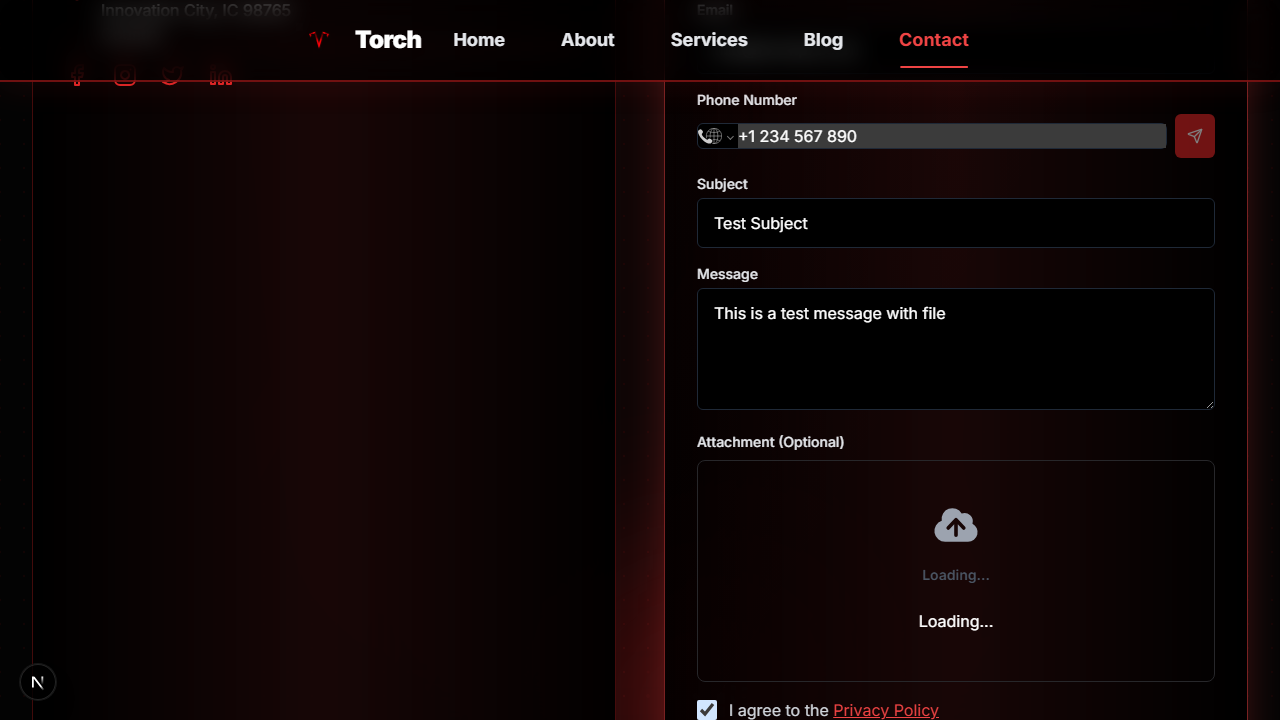 Innovation City, IC 98765
Email
Torch
Home
About
Services
Blog
Contact
Phone Number
+1 234 567 890
Subject
Test Subject
Message
This is a test message with file
Attachment (Optional)
Loading...
Loading...
N
I agree to the Privacy Policy